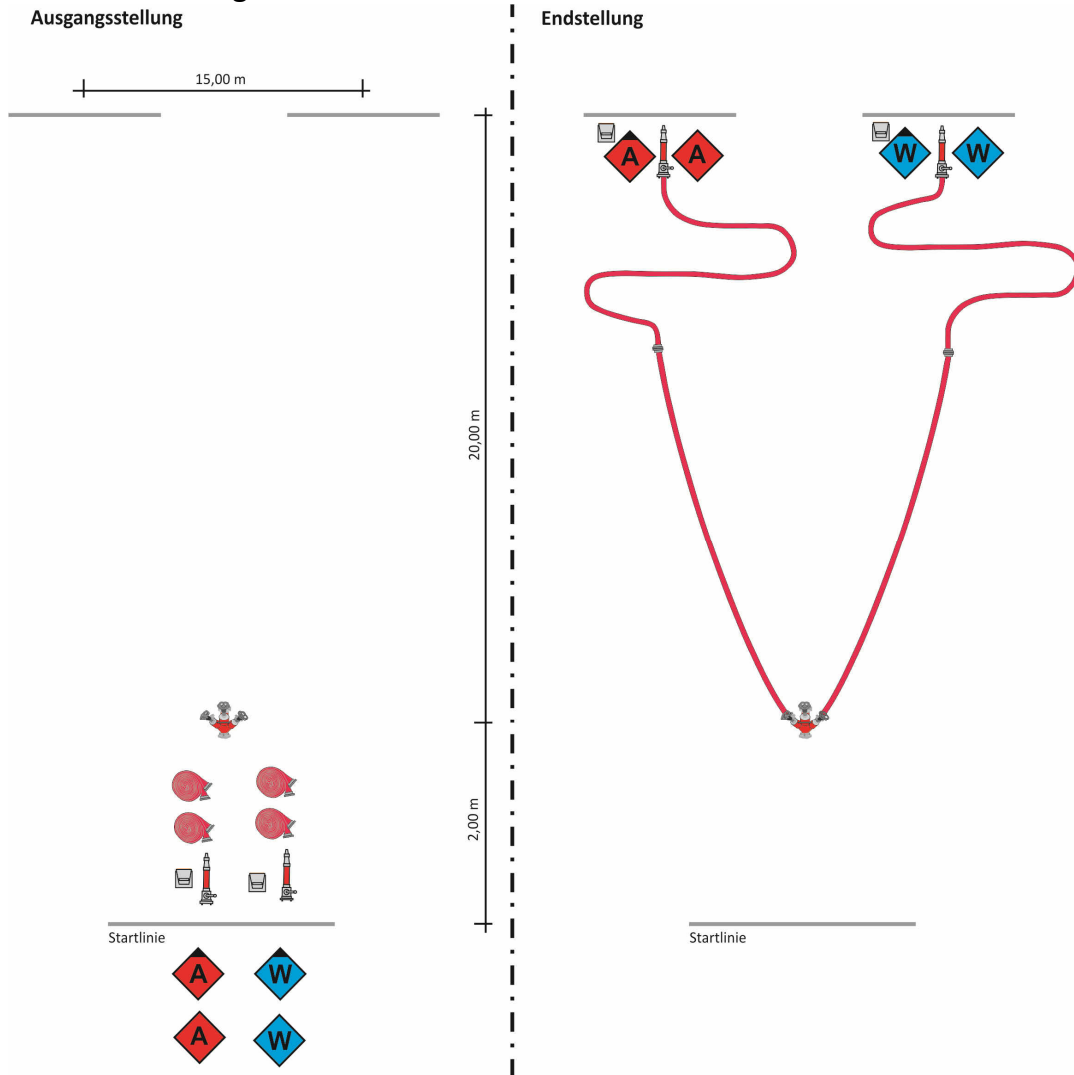 Ausgangsstellung
Endstellung
15,00 m
20,00 m
2,00 m
Startlinie
A
W
A
W
A
A
W
W
Startlinie